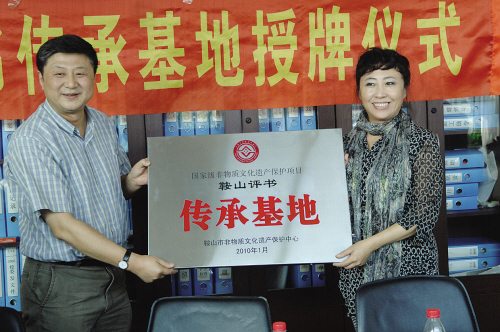 传承基地授牌仪式
国家级非物质文化遗产保护项目
鞍山评书
传承基地
鞍山市非物质文化遗产保护中心
2010年1月